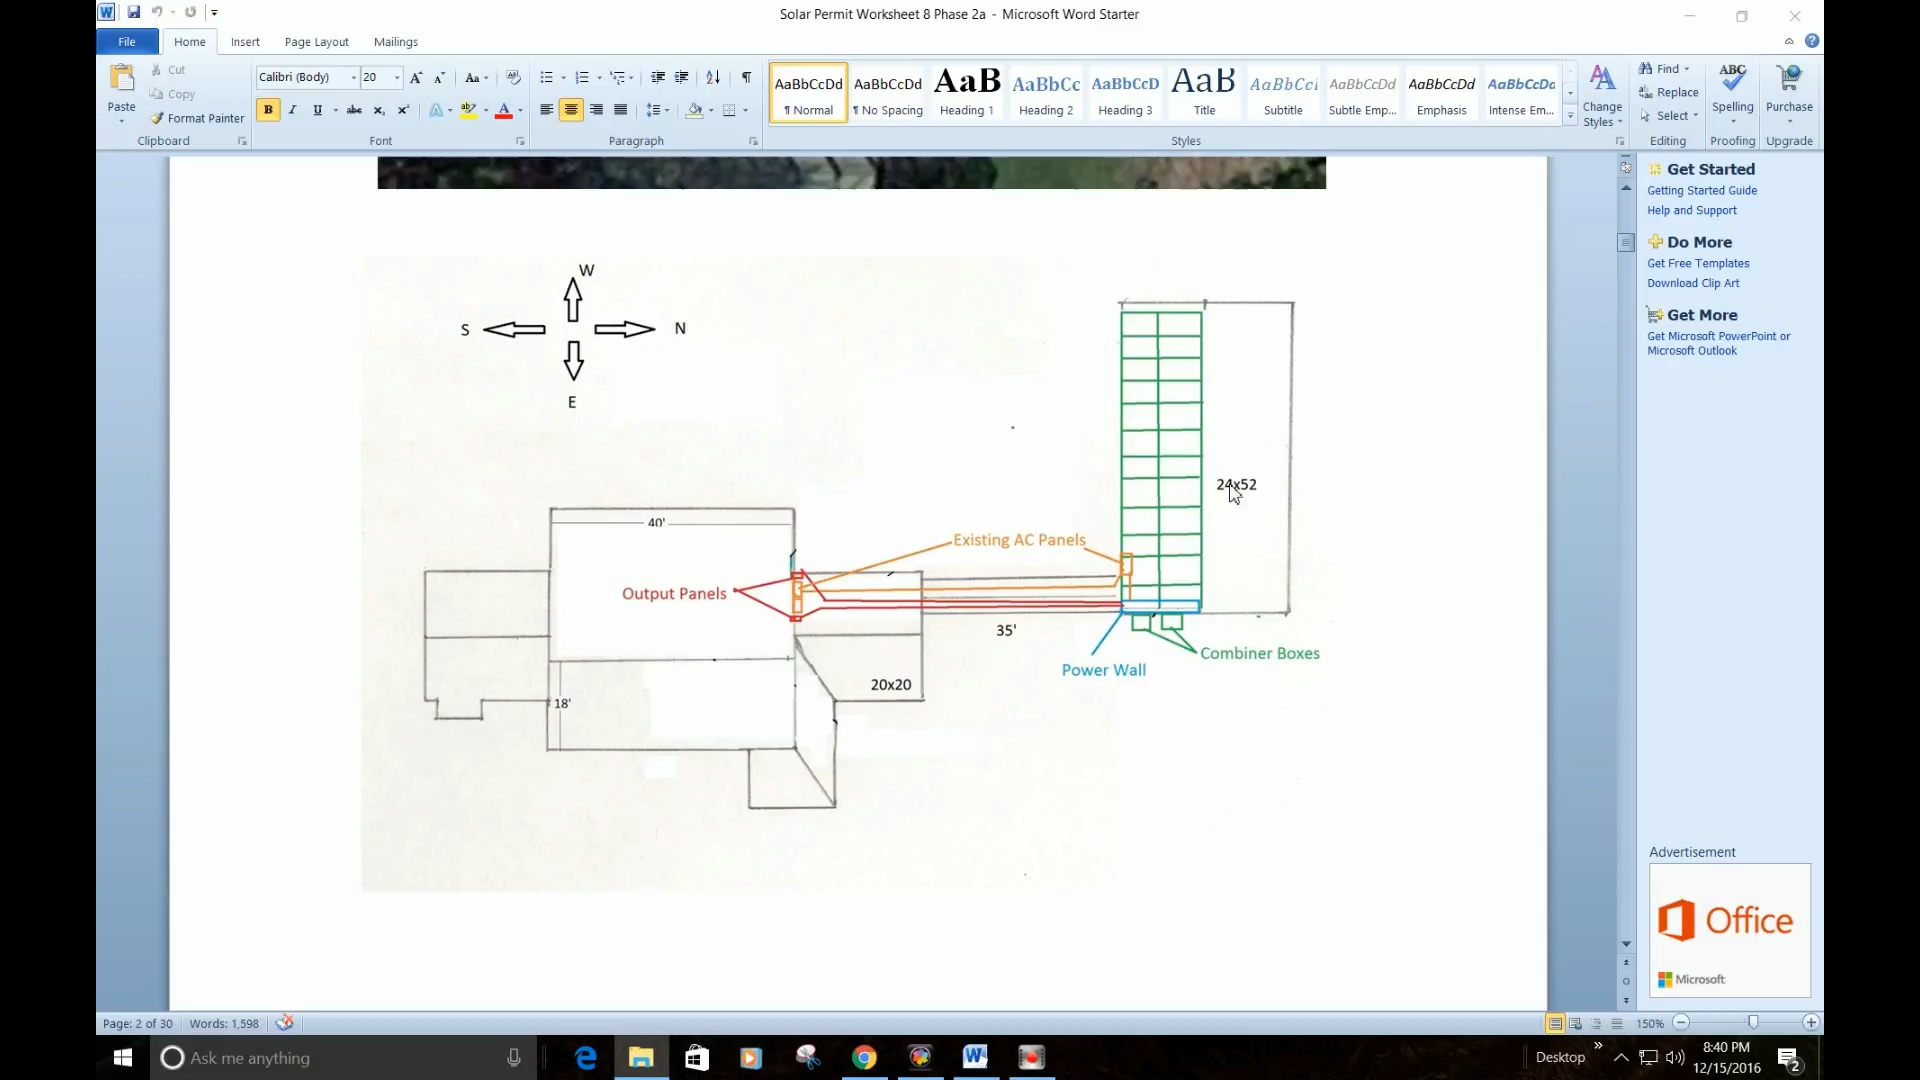 Solar Permit Worksheet 8 Phase 2a - Microsoft Word Starter
File Home Insert Page Layout Mailings
Paste
Cut
Copy
Format Painter
Clipboard
Calibri (Body) 20
Font
Paragraph
AaBbCcDd AaBbCcDd AaB AaBbCc AaBbCcD AaB AaBbCcI AaBbCcDd AaBbCcDd AaBbCcDc
¶ Normal ¶ No Spacing Heading 1 Heading 2 Heading 3 Title Subtitle Subtle Emp... Emphasis Intense Em...
Styles
Change Styles
Find
Replace
Select
Editing
ABC
Spelling
Proofing
Purchase
Upgrade
W
S N
E
40'
24x52
Existing AC Panels
Output Panels
35'
Combiner Boxes
Power Wall
20x20
18'
Get Started
Getting Started Guide
Help and Support
Do More
Get Free Templates
Download Clip Art
Get More
Get Microsoft PowerPoint or
Microsoft Outlook
Advertisement
Office
Microsoft
Page: 2 of 30 Words: 1,598
150%
Ask me anything
Desktop
8:40 PM
12/15/2016
2